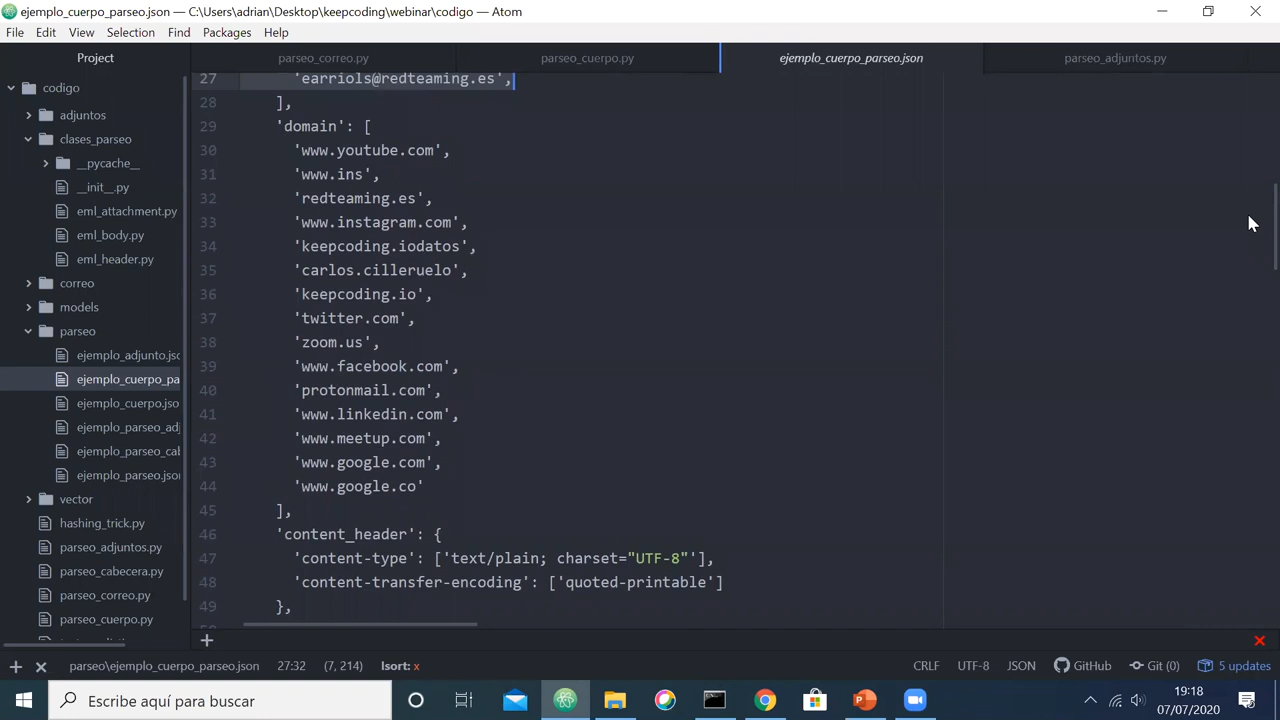 ejemplo_cuerpo_parseo.json — C:\Users\adrian\Desktop\keepcoding\webinar\codigo — Atom
File Edit View Selection Find Packages Help
Project
parseo_correo.py
parseo_cuerpo.py
ejemplo_cuerpo_parseo.json
parseo_adjuntos.py
codigo
adjuntos
clases_parseo
__pycache__
__init__.py
eml_attachment.py
eml_body.py
eml_header.py
correo
models
parseo
ejemplo_adjunto.jsc
ejemplo_cuerpo_pa
ejemplo_cuerpo.jso
ejemplo_parseo_adj
ejemplo_parseo_cab
ejemplo_parseo.json
vector
hashing_trick.py
parseo_adjuntos.py
parseo_cabecera.py
parseo_correo.py
parseo_cuerpo.py
27 'earriols@redteaming.es',
28 ],
29 'domain': [
30 'www.youtube.com',
31 'www.ins',
32 'redteaming.es',
33 'www.instagram.com',
34 'keepcoding.iodatos',
35 'carlos.cilleruelo',
36 'keepcoding.io',
37 'twitter.com',
38 'zoom.us',
39 'www.facebook.com',
40 'protonmail.com',
41 'www.linkedin.com',
42 'www.meetup.com',
43 'www.google.com',
44 'www.google.co'
45 ],
46 'content_header': {
47 'content-type': ['text/plain; charset="UTF-8"'],
48 'content-transfer-encoding': ['quoted-printable']
49 },
parseo\ejemplo_cuerpo_parseo.json 27:32 (7, 214) Isort: x CRLF UTF-8 JSON GitHub Git (0) 5 updates
Escribe aquí para buscar
19:18
07/07/2020